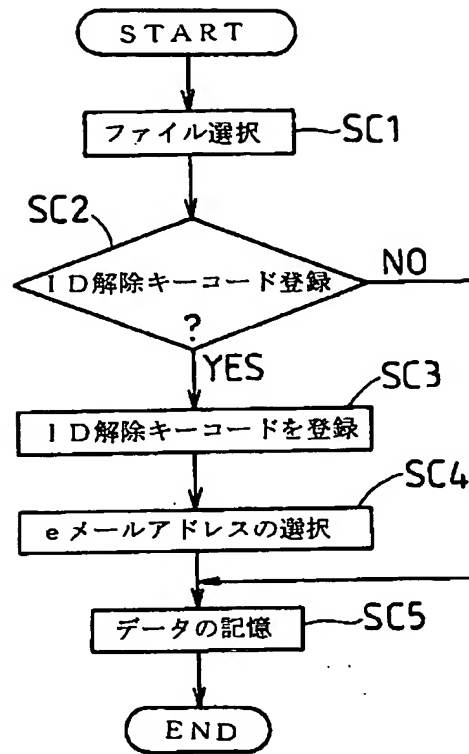 START
ファイル選択
SC1
SC2
ID解除キーコード登録
?
NO
YES
SC3
ID解除キーコードを登録
SC4
eメールアドレスの選択
データの記憶
SC5
END